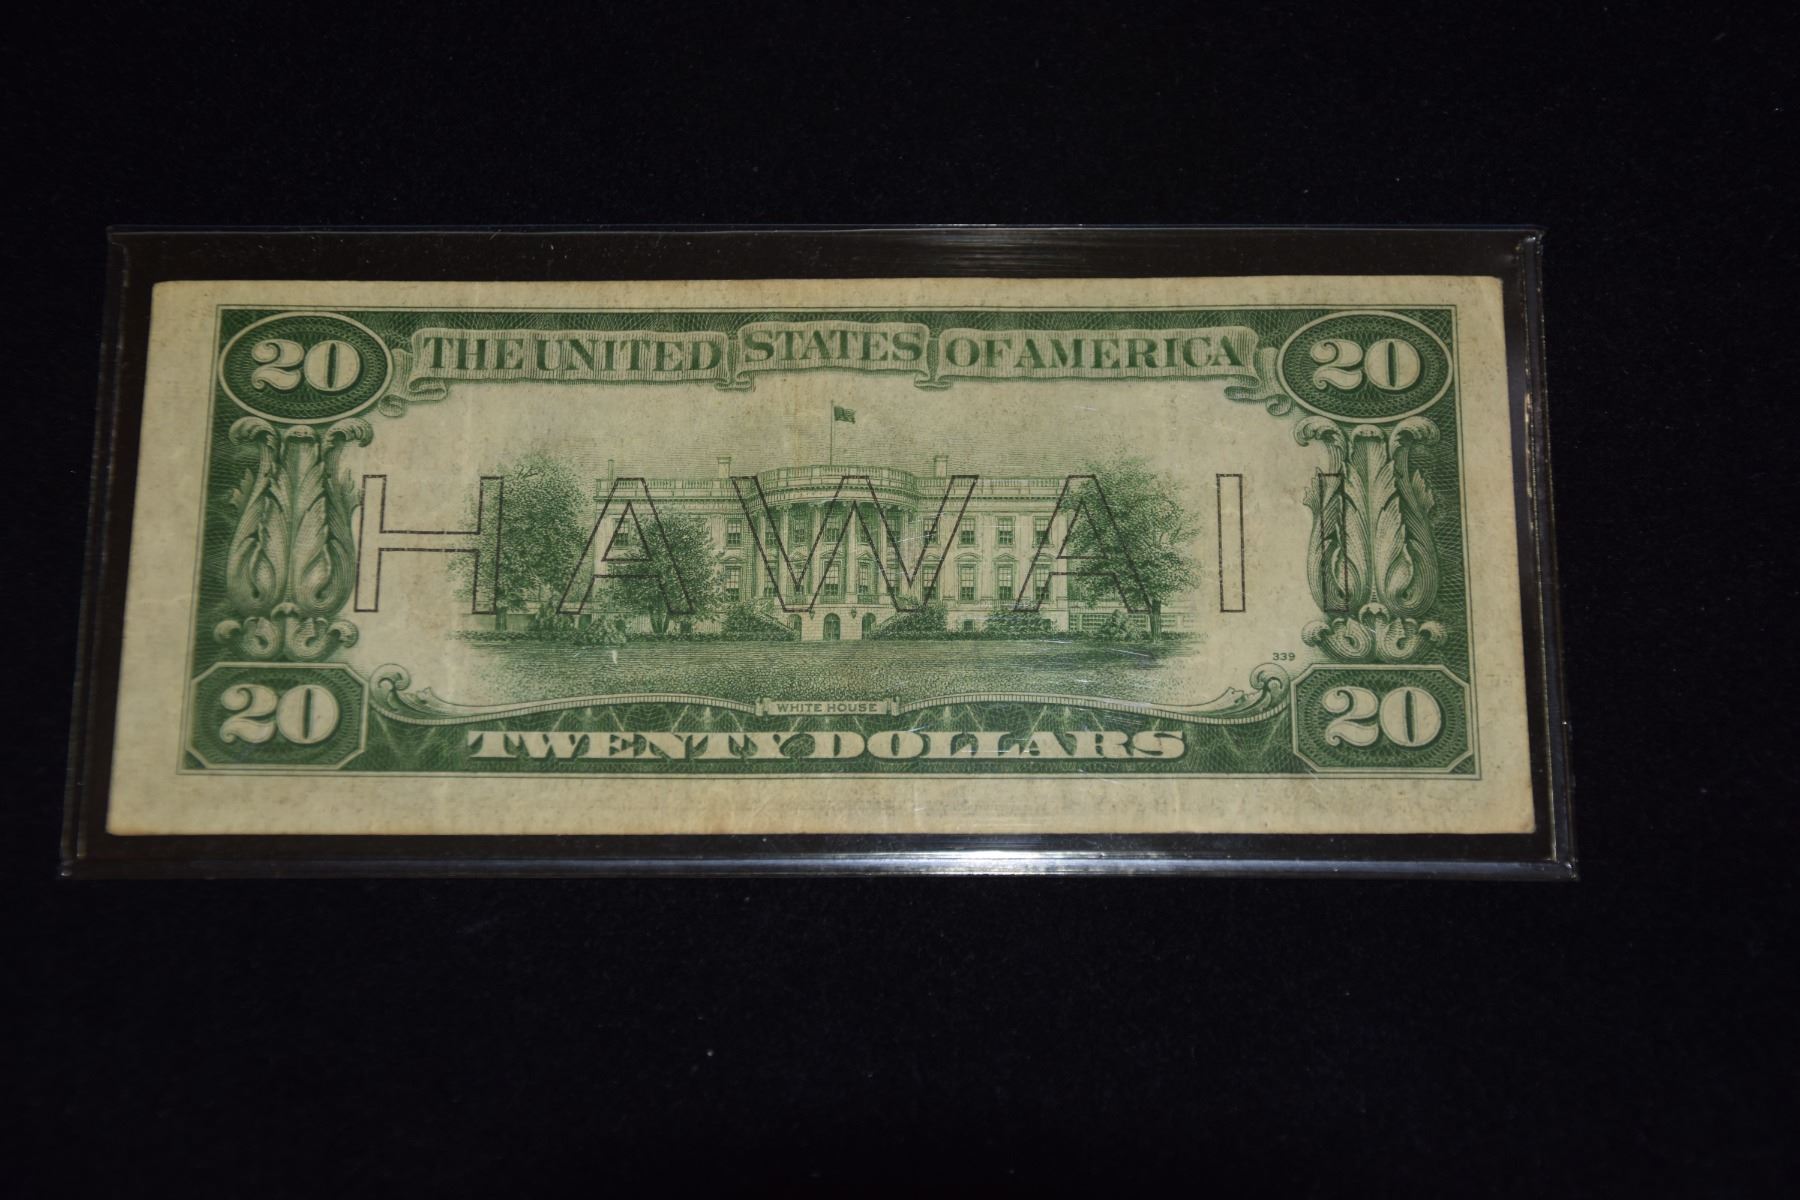 20 THE UNITED STATES OF AMERICA 20
HAWAII
339
20 WHITE HOUSE 20
TWENTY DOLLARS